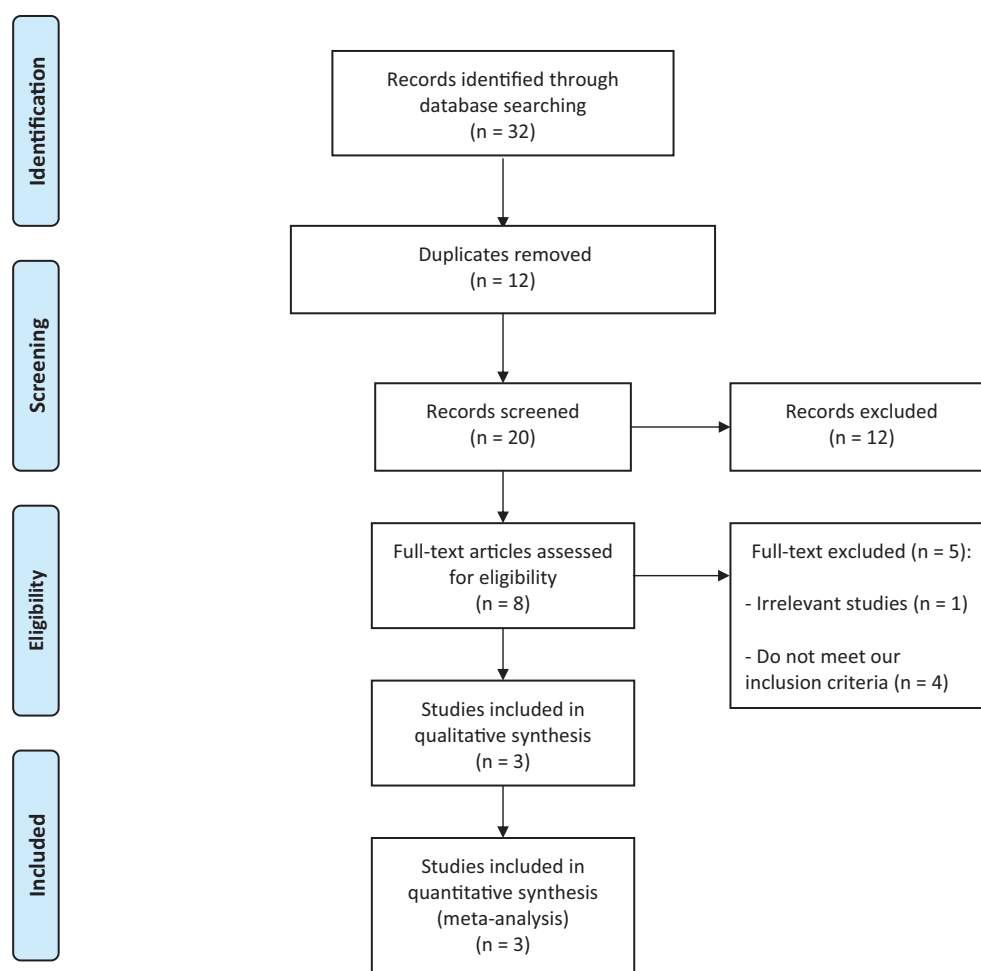 Identification
Records identified through
database searching
(n = 32)
Duplicates removed
(n = 12)
Screening
Records screened
(n = 20)
Records excluded
(n = 12)
Eligibility
Full-text articles assessed
for eligibility
(n = 8)
Full-text excluded (n = 5):
- Irrelevant studies (n = 1)
- Do not meet our
inclusion criteria (n = 4)
Studies included in
qualitative synthesis
(n = 3)
Included
Studies included in
quantitative synthesis
(meta-analysis)
(n = 3)